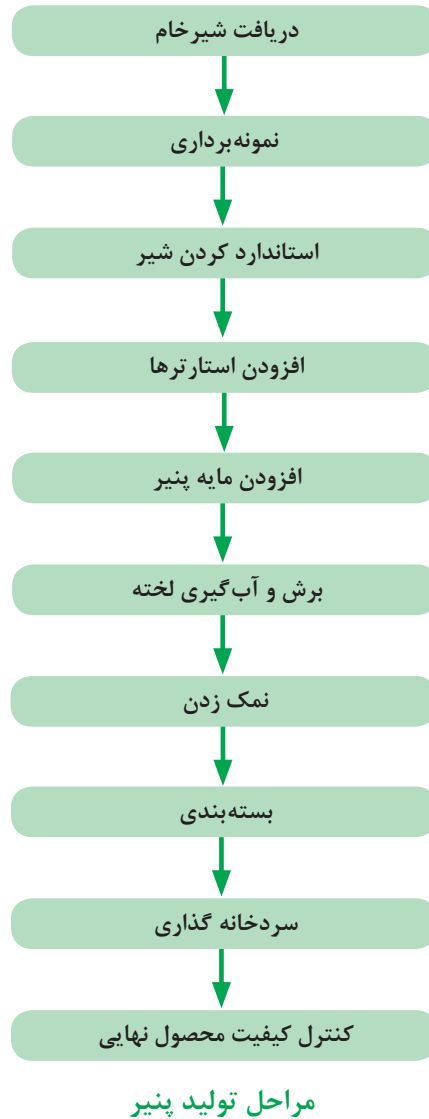 دریافت شیرخام
نمونه‌برداری
استاندارد کردن شیر
افزودن استارترها
افزودن مایه پنیر
برش و آب‌گیری لخته
نمک زدن
بسته‌بندی
سردخانه گذاری
کنترل کیفیت محصول نهایی
مراحل تولید پنیر